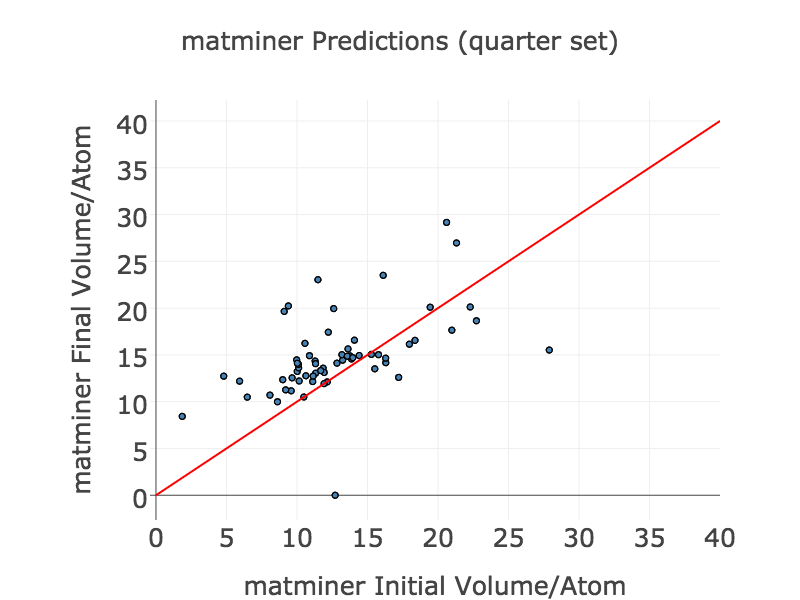 matminer Predictions (quarter set)
matminer Final Volume/Atom
40
35
30
25
20
15
10
5
0
0 5 10 15 20 25 30 35 40
matminer Initial Volume/Atom